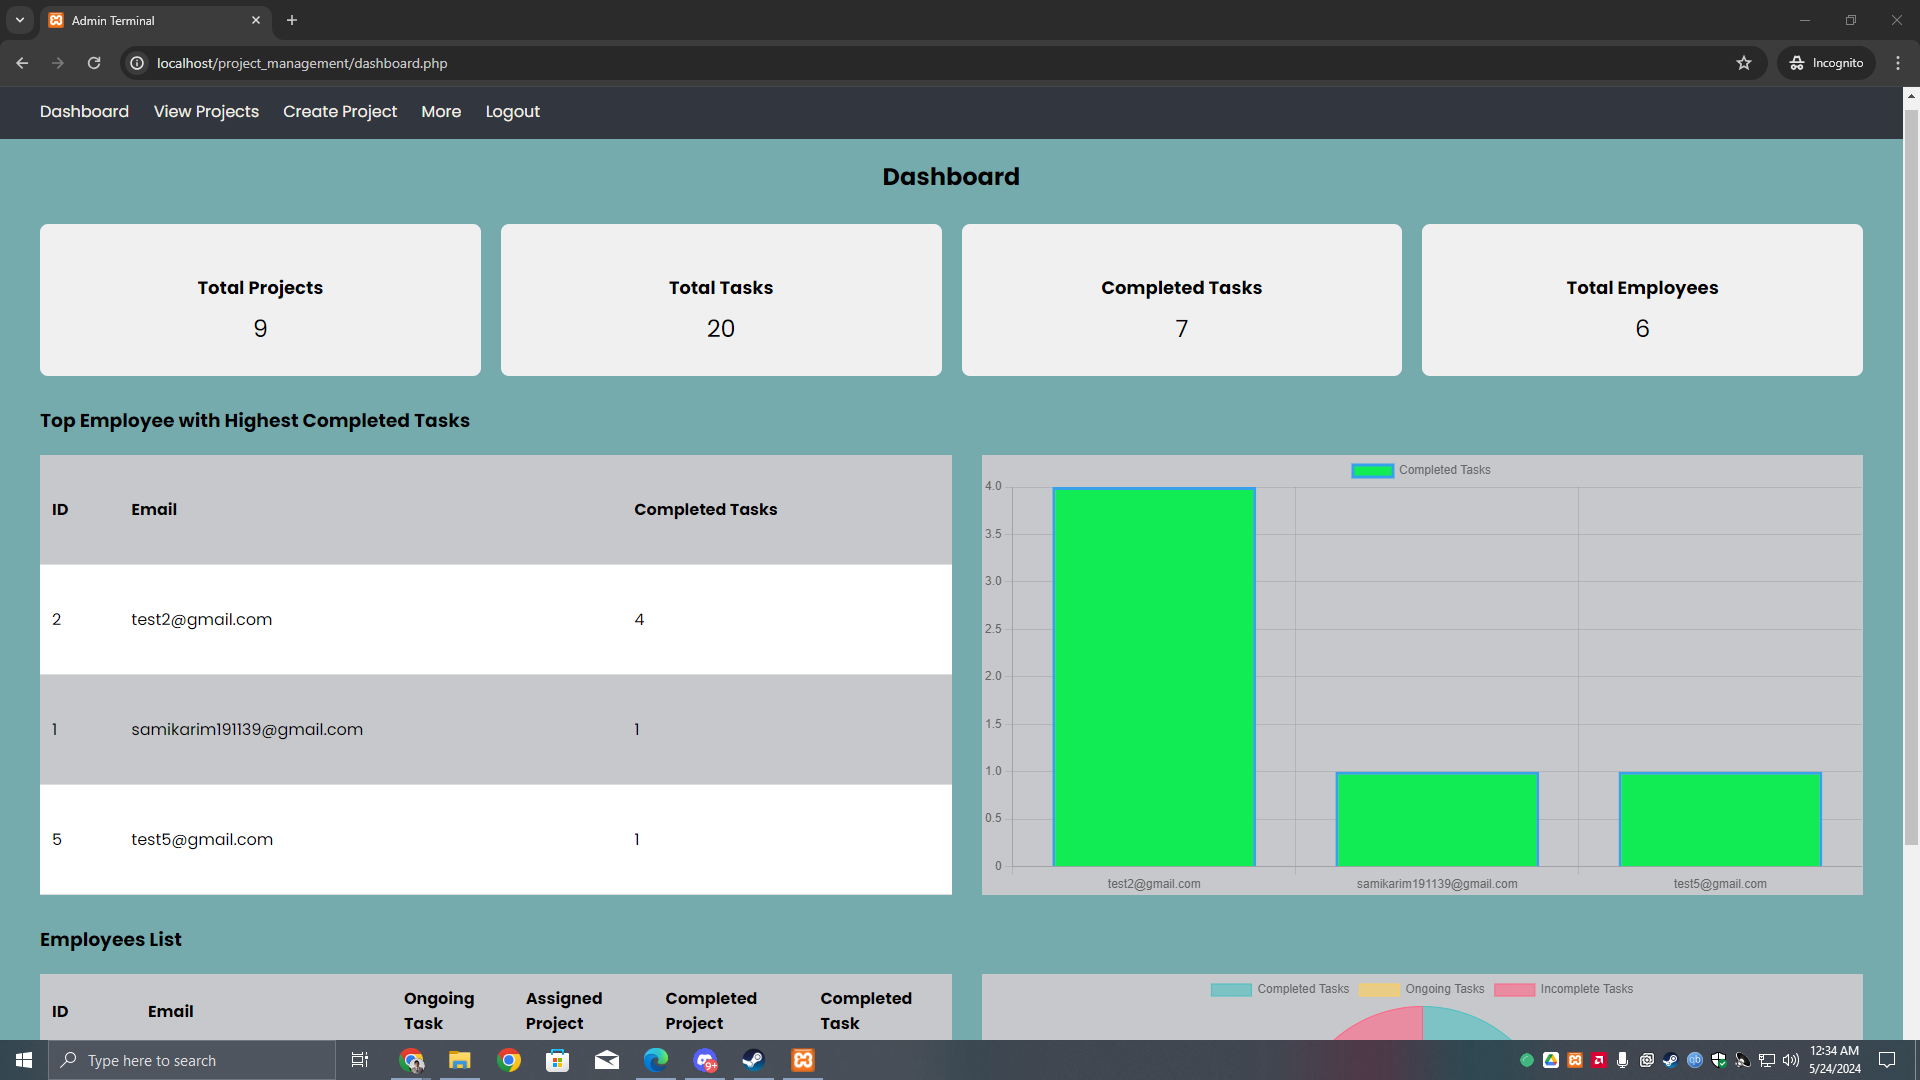 Admin Terminal
localhost/project_management/dashboard.php
Incognito
Dashboard View Projects Create Project More Logout
Dashboard
Total Projects
9
Total Tasks
20
Completed Tasks
7
Total Employees
6
Top Employee with Highest Completed Tasks
ID Email Completed Tasks
2 test2@gmail.com 4
1 samikarim191139@gmail.com 1
5 test5@gmail.com 1
Completed Tasks
4.0
3.5
3.0
2.5
2.0
1.5
1.0
0.5
0
test2@gmail.com samikarim191139@gmail.com test5@gmail.com
Employees List
ID Email Ongoing Task Assigned Project Completed Project Completed Task
Completed Tasks Ongoing Tasks Incomplete Tasks
Type here to search
9+
qb
12:34 AM
5/24/2024